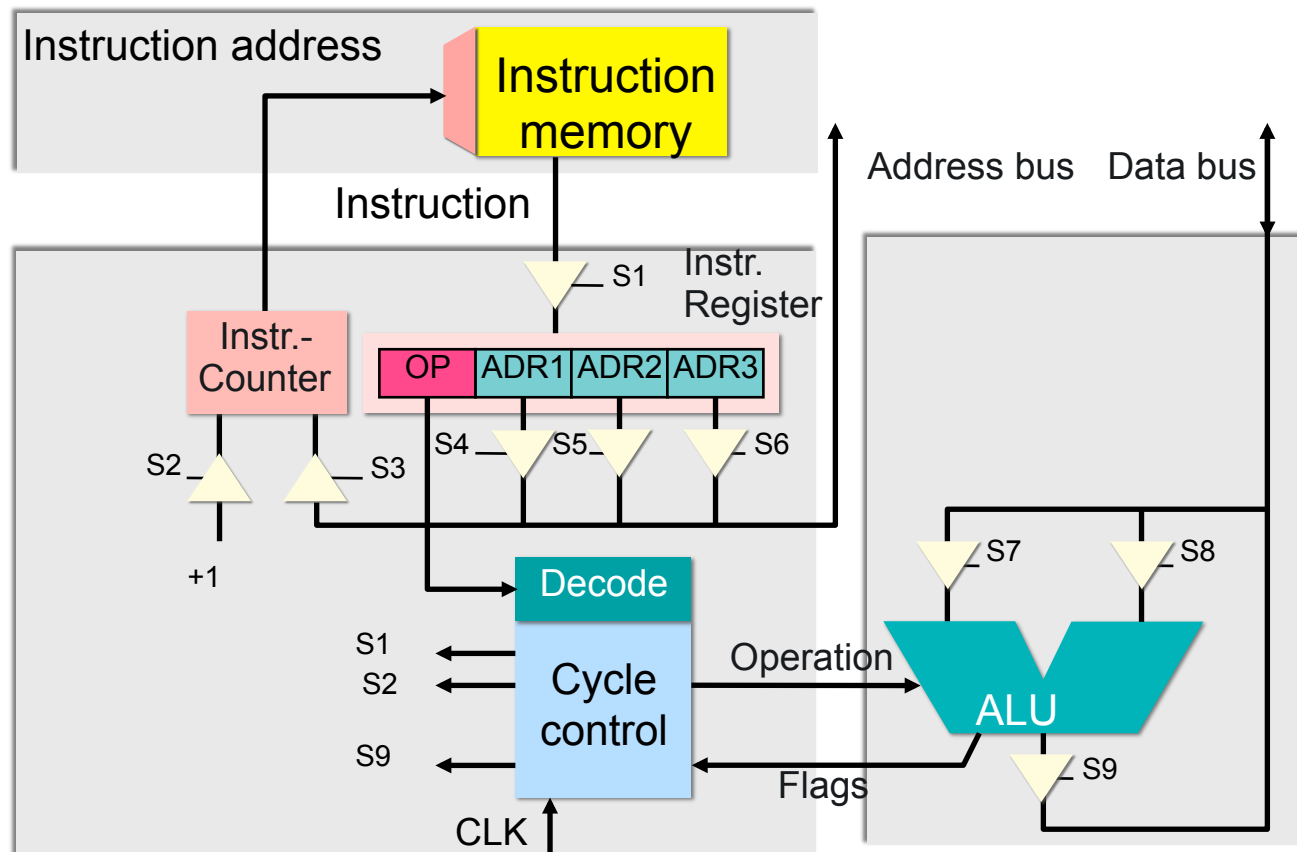 Instruction address
Instruction
memory
Address bus
Data bus
Instruction
S1
Instr.
Register
Instr.-
Counter
OP
ADR1
ADR2
ADR3
S2
S3
S4
S5
S6
+1
S7
S8
Decode
S1
S2
S9
Cycle
control
Operation
ALU
Flags
S9
CLK